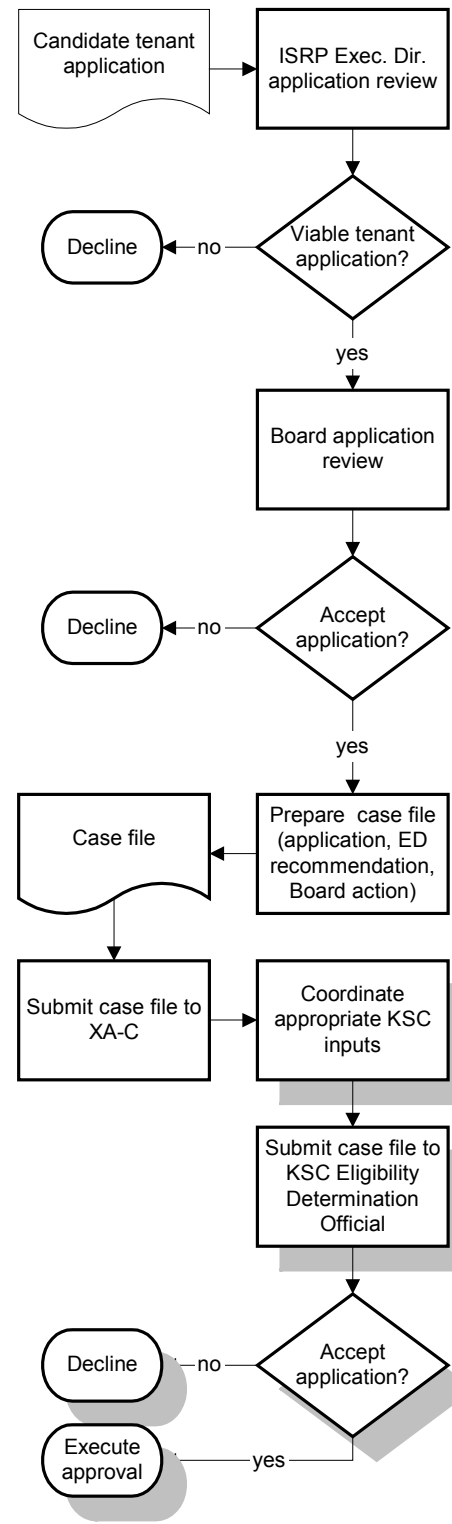 Candidate tenant
application
ISRP Exec. Dir.
application review
Viable tenant
application?
no
Decline
yes
Board application
review
Accept
application?
no
Decline
yes
Prepare case file
(application, ED
recommendation,
Board action)
Case file
Submit case file to
XA-C
Coordinate
appropriate KSC
inputs
Submit case file to
KSC Eligibility
Determination
Official
Accept
application?
no
Decline
yes
Execute
approval